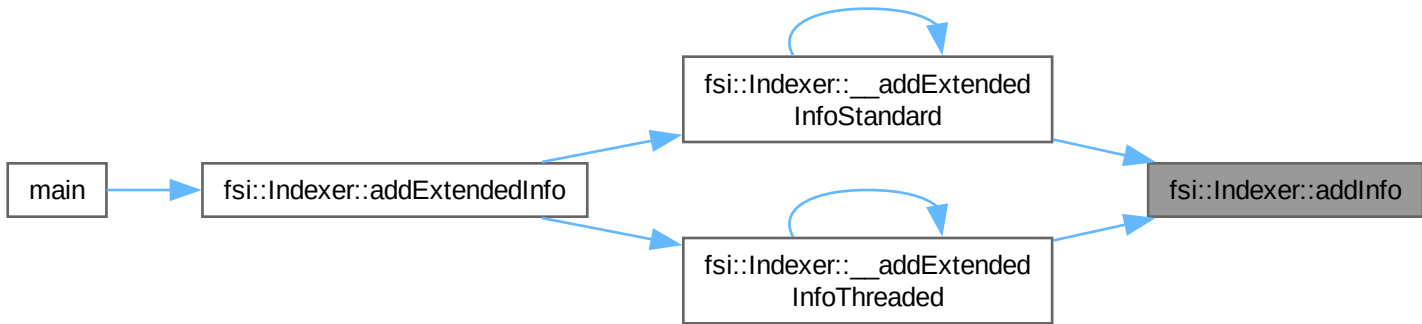 fsi::Indexer::__addExtended
InfoStandard
main
fsi::Indexer::addExtendedInfo
fsi::Indexer::addInfo
fsi::Indexer::__addExtended
InfoThreaded